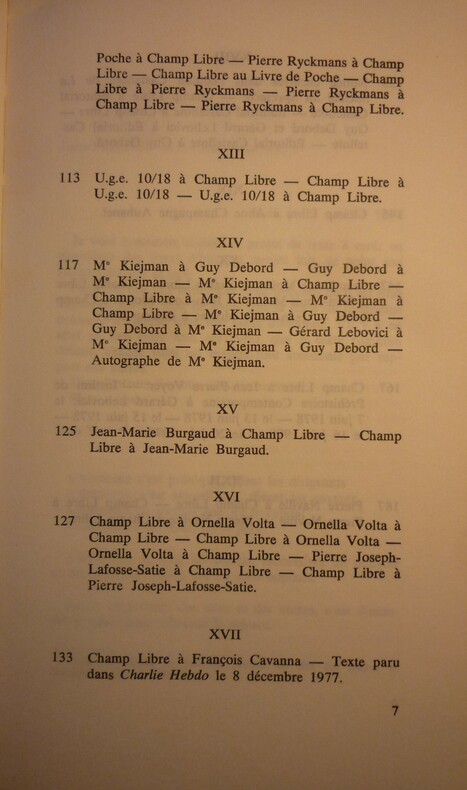 Poche à Champ Libre — Pierre Ryckmans à Champ
Libre — Champ Libre au Livre de Poche — Champ
Libre à Pierre Ryckmans — Pierre Ryckmans à
Champ Libre — Pierre Ryckmans à Champ Libre.
XIII
113 U.g.e. 10/18 à Champ Libre — Champ Libre à
U.g.e. 10/18 — U.g.e. 10/18 à Champ Libre.
XIV
117 Mᵉ Kiejman à Guy Debord — Guy Debord à
Mᵉ Kiejman — Mᵉ Kiejman à Champ Libre —
Champ Libre à Mᵉ Kiejman — Mᵉ Kiejman à
Champ Libre — Mᵉ Kiejman à Guy Debord —
Guy Debord à Mᵉ Kiejman — Gérard Lebovici à
Mᵉ Kiejman — Mᵉ Kiejman à Guy Debord —
Autographe de Mᵉ Kiejman.
XV
125 Jean-Marie Burgaud à Champ Libre — Champ
Libre à Jean-Marie Burgaud.
XVI
127 Champ Libre à Ornella Volta — Ornella Volta à
Champ Libre — Champ Libre à Ornella Volta —
Ornella Volta à Champ Libre — Pierre Joseph-
Lafosse-Satie à Champ Libre — Champ Libre à
Pierre Joseph-Lafosse-Satie.
XVII
133 Champ Libre à François Cavanna — Texte paru
dans Charlie Hebdo le 8 décembre 1977.
7